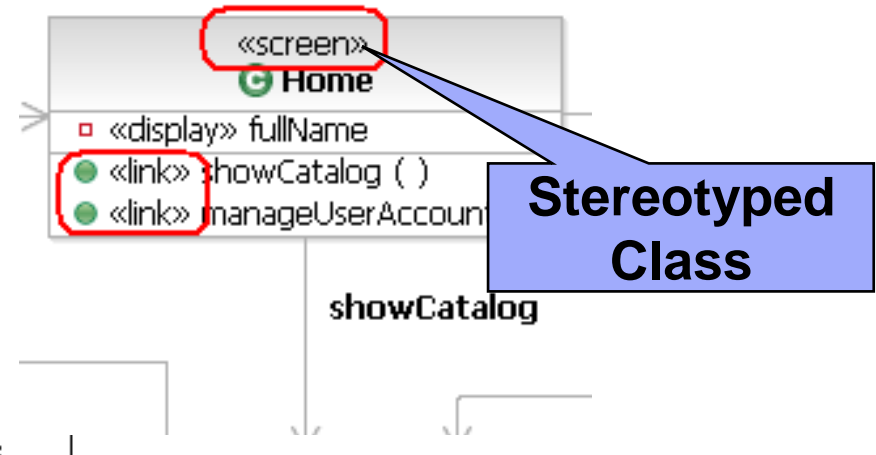 «screen»
Home
«display» fullName
«link» showCatalog ( )
«link» manageUserAccount
Stereotyped
Class
showCatalog